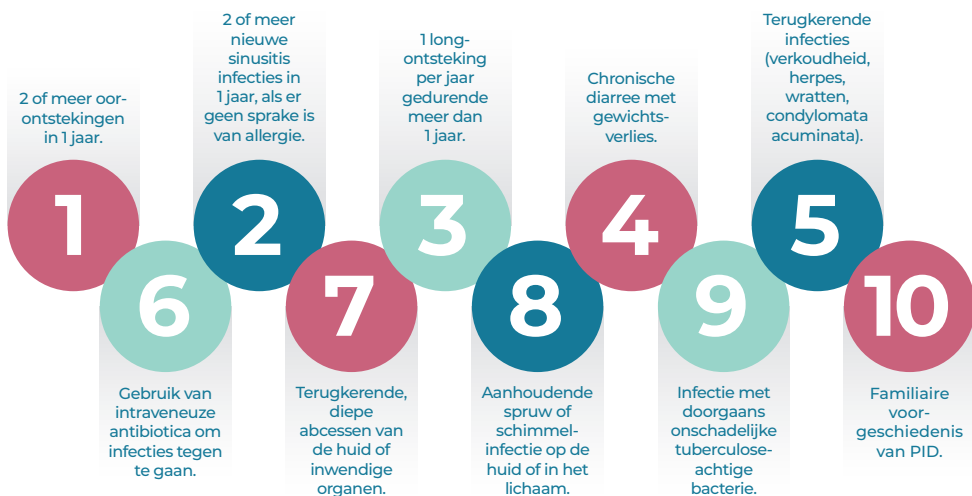 2 of meer oor-
ontstekingen
in 1 jaar.
1
2 of meer
nieuwe
sinusitis
infecties in
1 jaar, als er
geen sprake is
van allergie.
2
1 long-
ontsteking
per jaar
gedurende
meer dan
1 jaar.
3
Chronische
diarree met
gewichts-
verlies.
4
Terugkerende
infecties
(verkoudheid,
herpes,
wratten,
condylomata
acuminata).
5
6
Gebruik van
intraveneuze
antibiotica om
infecties tegen
te gaan.
7
Terugkerende,
diepe
abcessen van
de huid of
inwendige
organen.
8
Aanhoudende
spruw of
schimmel-
infectie op de
huid of in het
lichaam.
9
Infectie met
doorgaans
onschadelijke
tuberculose-
achtige
bacterie.
10
Familiaire
voor-
geschiedenis
van PID.